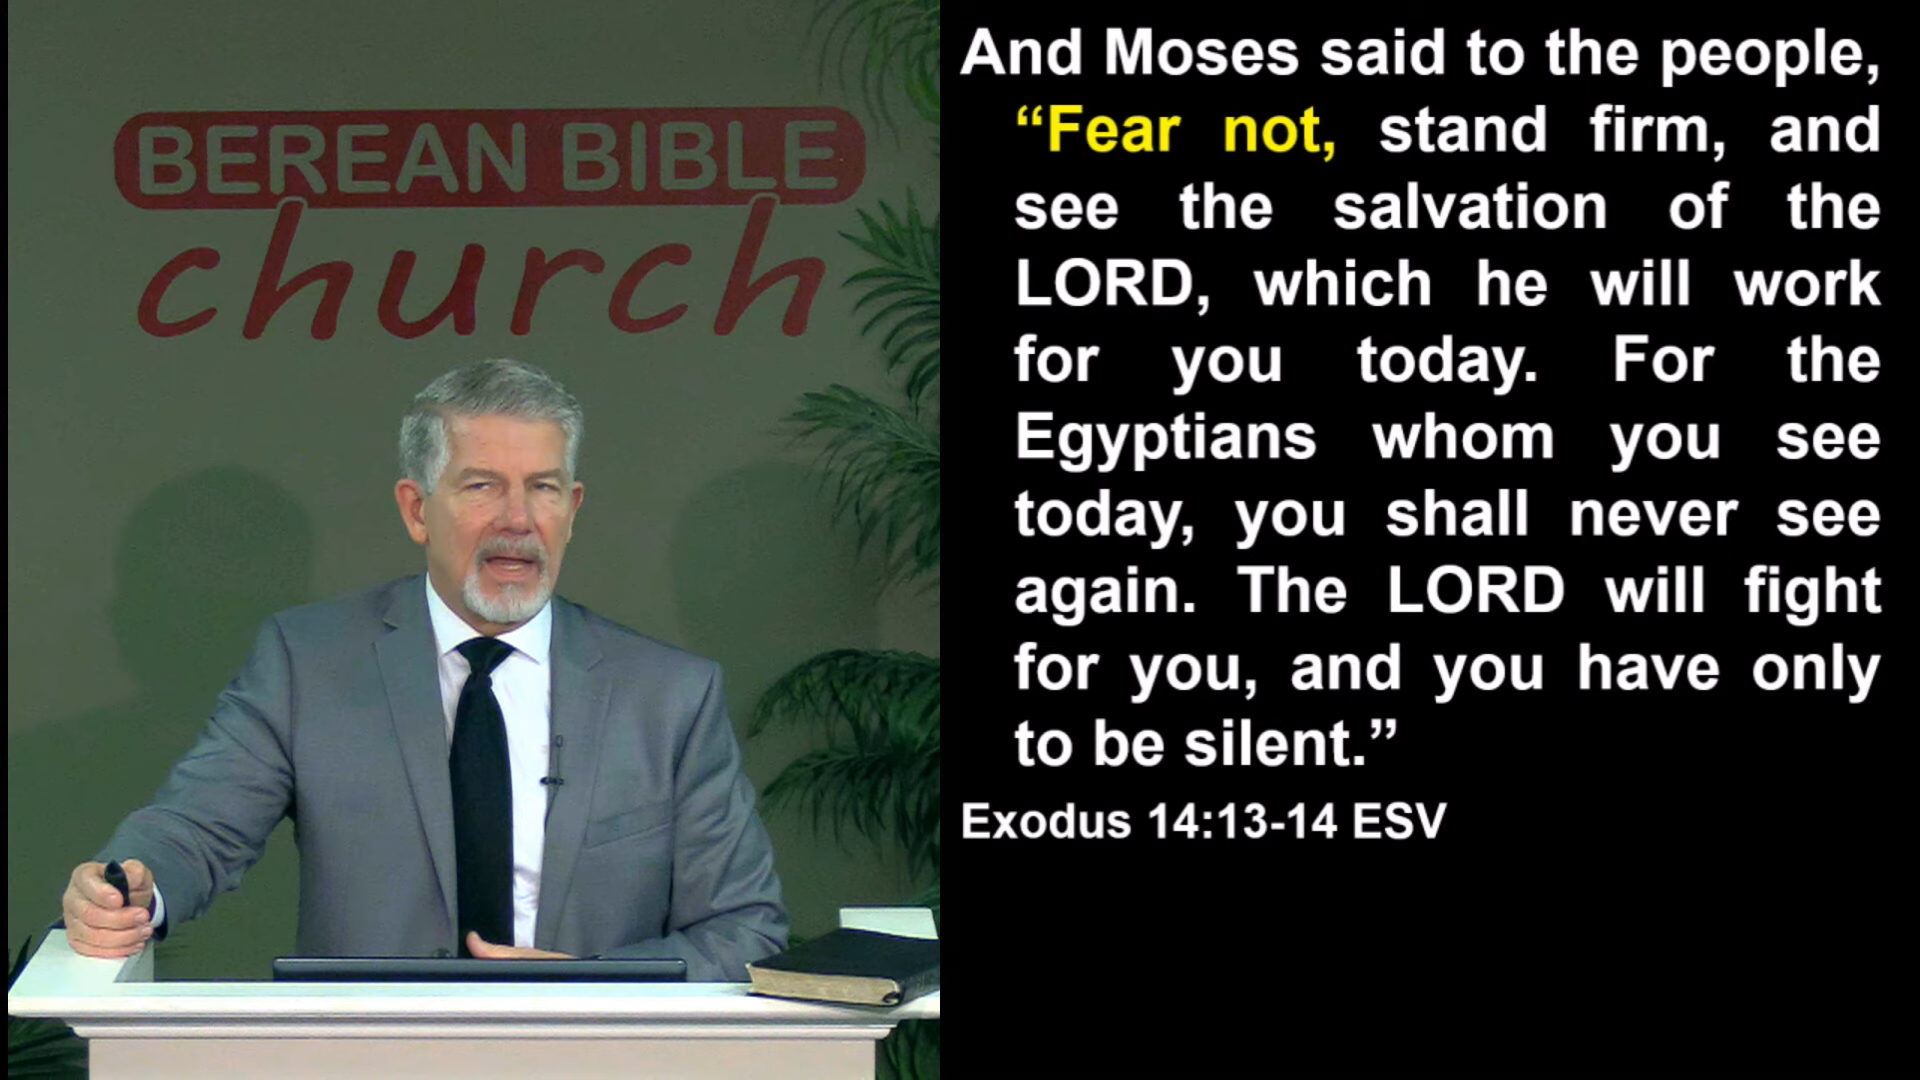 BEREAN BIBLE
church
And Moses said to the people,
“Fear not, stand firm, and
see the salvation of the
LORD, which he will work
for you today. For the
Egyptians whom you see
today, you shall never see
again. The LORD will fight
for you, and you have only
to be silent.”
Exodus 14:13-14 ESV